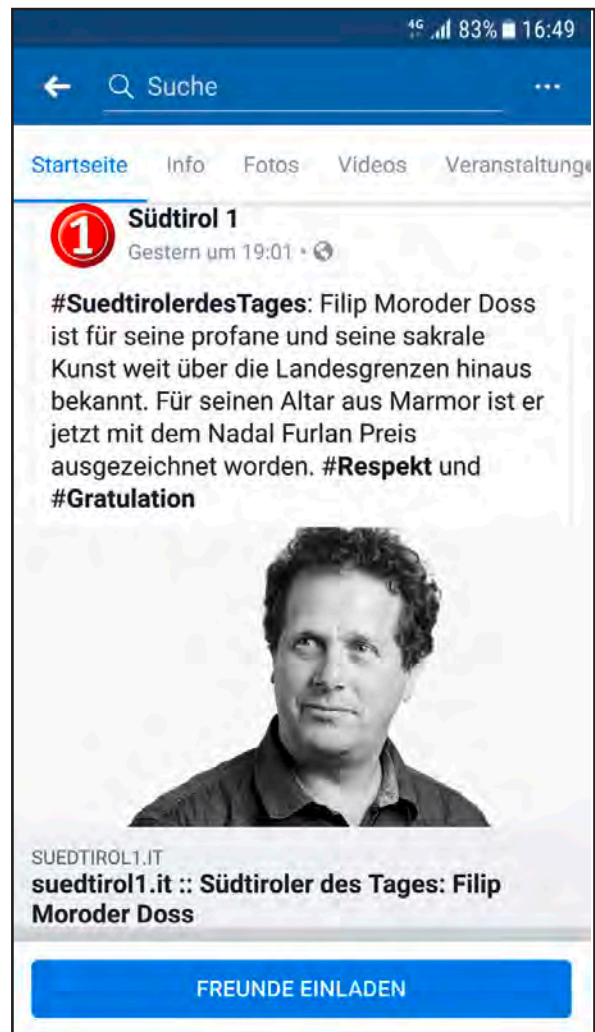 4G 83% 16:49
Suche
Startseite Info Fotos Videos Veranstaltunge
1
Südtirol 1
Gestern um 19:01 •
#SuedtirolerdesTages: Filip Moroder Doss
ist für seine profane und seine sakrale
Kunst weit über die Landesgrenzen hinaus
bekannt. Für seinen Altar aus Marmor ist er
jetzt mit dem Nadal Furlan Preis
ausgezeichnet worden. #Respekt und
#Gratulation
SUEDTIROL1.IT
suedtirol1.it :: Südtiroler des Tages: Filip
Moroder Doss
FREUNDE EINLADEN